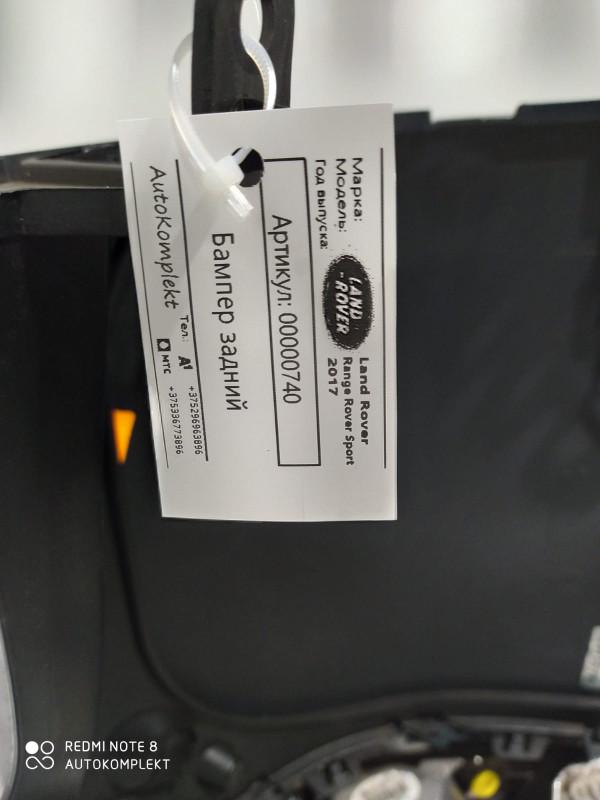 Марка: Land Rover
Модель: Range Rover Sport
Год выпуска: 2017
LAND
-ROVER-
Артикул: 00000740
Бампер задний
AutoKomplekt
Тел.: A1 +375296963896
МТС +375336773896
REDMI NOTE 8
AUTOKOMPLEKT